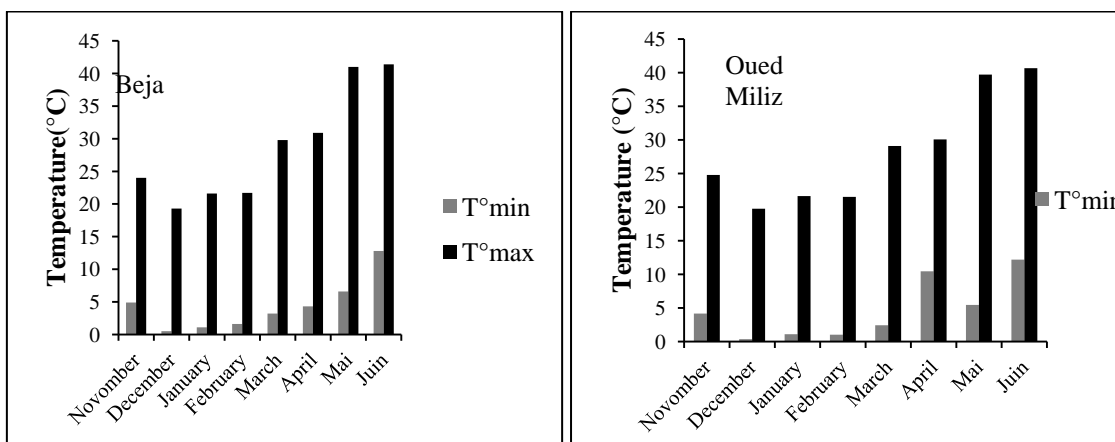 Beja
Temperature(°C)
45
40
35
30
25
20
15
10
5
0
Novomber
December
January
February
March
April
Mai
Juin
T°min
T°max
Oued
Miliz
Temperature (°C)
45
40
35
30
25
20
15
10
5
0
Novomber
December
January
February
March
April
Mai
Juin
T°min